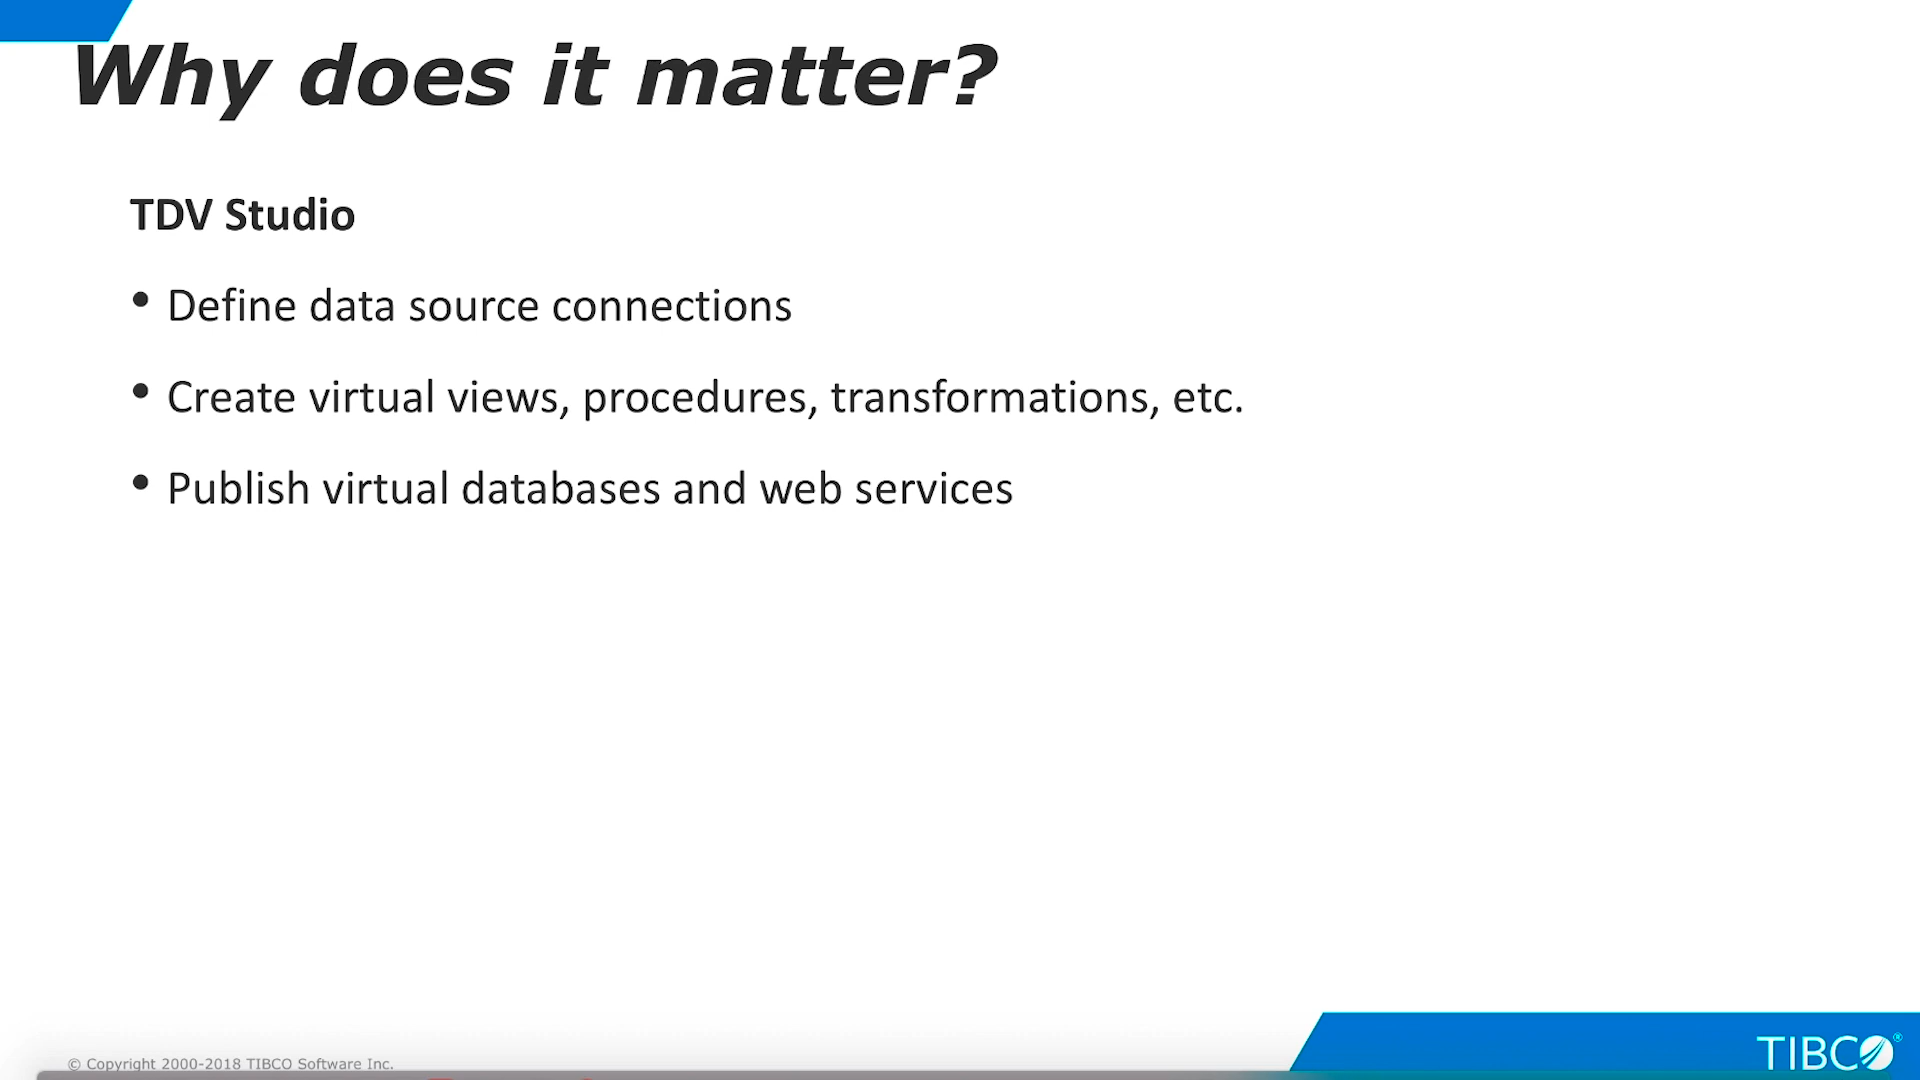 Why does it matter?
TDV Studio
• Define data source connections
• Create virtual views, procedures, transformations, etc.
• Publish virtual databases and web services
© Copyright 2000-2018 TIBCO Software Inc.
TIBCO®